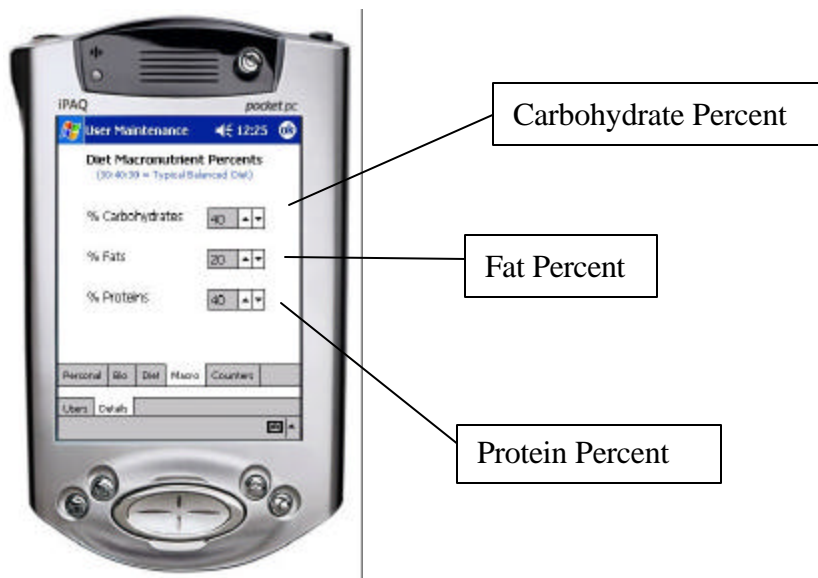 iPAQ pocket pc
User Maintenance 12:25 ok
Diet Macronutrient Percents
(30:40:30 = Typical Balanced Diet)
% Carbohydrates 40
% Fats 20
% Proteins 40
Personal Bio Diet Macro Counters
Users Details
Carbohydrate Percent
Fat Percent
Protein Percent